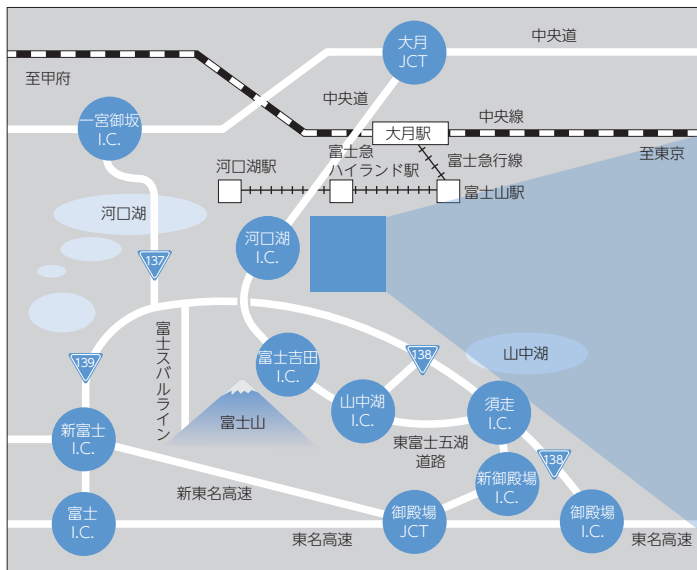 大月
JCT
中央道
至甲府
中央道
一宮御坂
I.C.
大月駅
中央線
至東京
富士急
ハイランド駅
富士急行線
河口湖駅
富士山駅
河口湖
河口湖
I.C.
137
富士スバルライン
139
富士吉田
I.C.
138
山中湖
富士山
山中湖
I.C.
須走
I.C.
新富士
I.C.
東富士五湖
道路
138
新東名高速
新御殿場
I.C.
富士
I.C.
東名高速
御殿場
JCT
御殿場
I.C.
東名高速